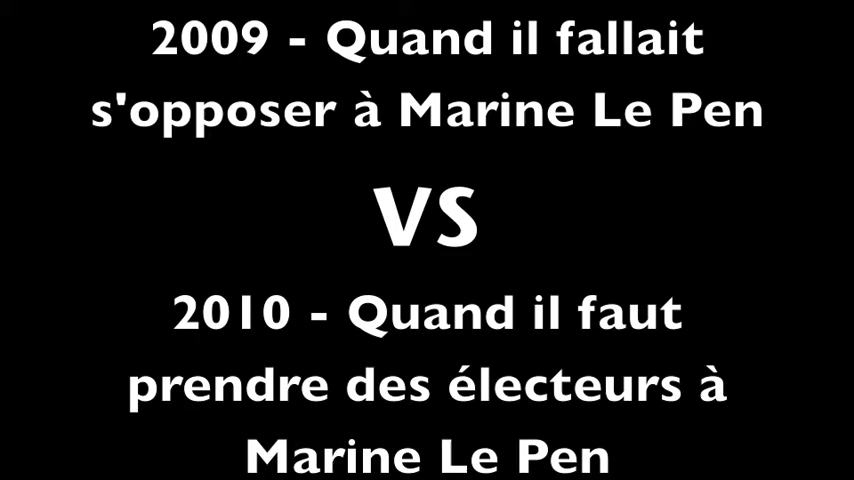 2009 - Quand il fallait
s'opposer à Marine Le Pen
VS
2010 - Quand il faut
prendre des électeurs à
Marine Le Pen